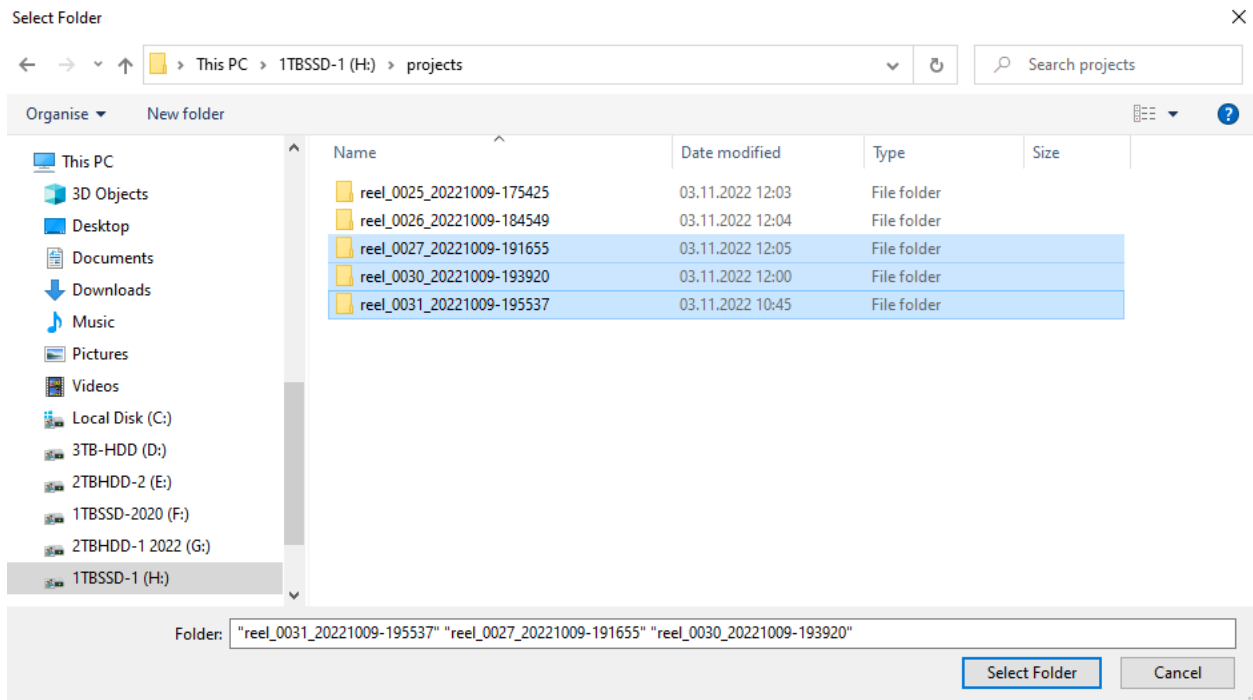 Select Folder
This PC > 1TBSSD-1 (H:) > projects
Search projects
Organise
New folder
Name Date modified Type Size
reel_0025_20221009-175425 03.11.2022 12:03 File folder
reel_0026_20221009-184549 03.11.2022 12:04 File folder
reel_0027_20221009-191655 03.11.2022 12:05 File folder
reel_0030_20221009-193920 03.11.2022 12:00 File folder
reel_0031_20221009-195537 03.11.2022 10:45 File folder
This PC
3D Objects
Desktop
Documents
Downloads
Music
Pictures
Videos
Local Disk (C:)
3TB-HDD (D:)
2TBHDD-2 (E:)
1TBSSD-2020 (F:)
2TBHDD-1 2022 (G:)
1TBSSD-1 (H:)
Folder: "reel_0031_20221009-195537" "reel_0027_20221009-191655" "reel_0030_20221009-193920"
Select Folder Cancel